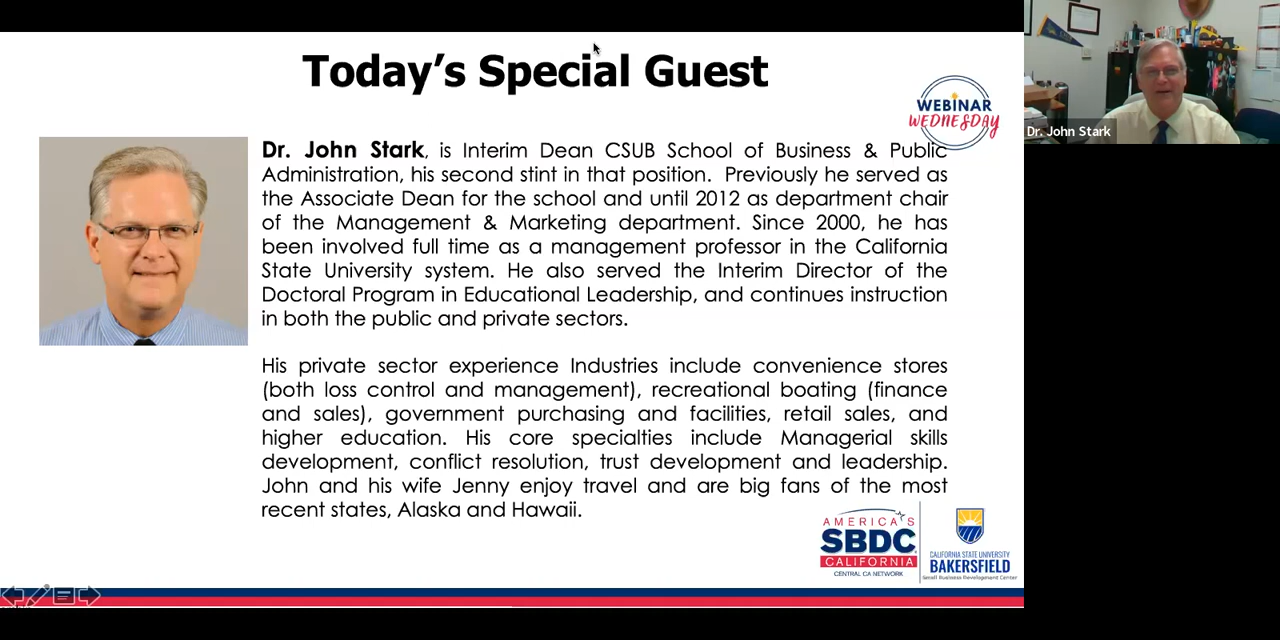 Today's Special Guest
WEBINAR
WEDNESDAY
Dr. John Stark
Dr. John Stark, is Interim Dean CSUB School of Business & Public
Administration, his second stint in that position. Previously he served as
the Associate Dean for the school and until 2012 as department chair
of the Management & Marketing department. Since 2000, he has
been involved full time as a management professor in the California
State University system. He also served the Interim Director of the
Doctoral Program in Educational Leadership, and continues instruction
in both the public and private sectors.
His private sector experience Industries include convenience stores
(both loss control and management), recreational boating (finance
and sales), government purchasing and facilities, retail sales, and
higher education. His core specialties include Managerial skills
development, conflict resolution, trust development and leadership.
John and his wife Jenny enjoy travel and are big fans of the most
recent states, Alaska and Hawaii.
AMERICA'S
SBDC
CALIFORNIA
CENTRAL CA NETWORK
CALIFORNIA STATE UNIVERSITY
BAKERSFIELD
Small Business Development Center